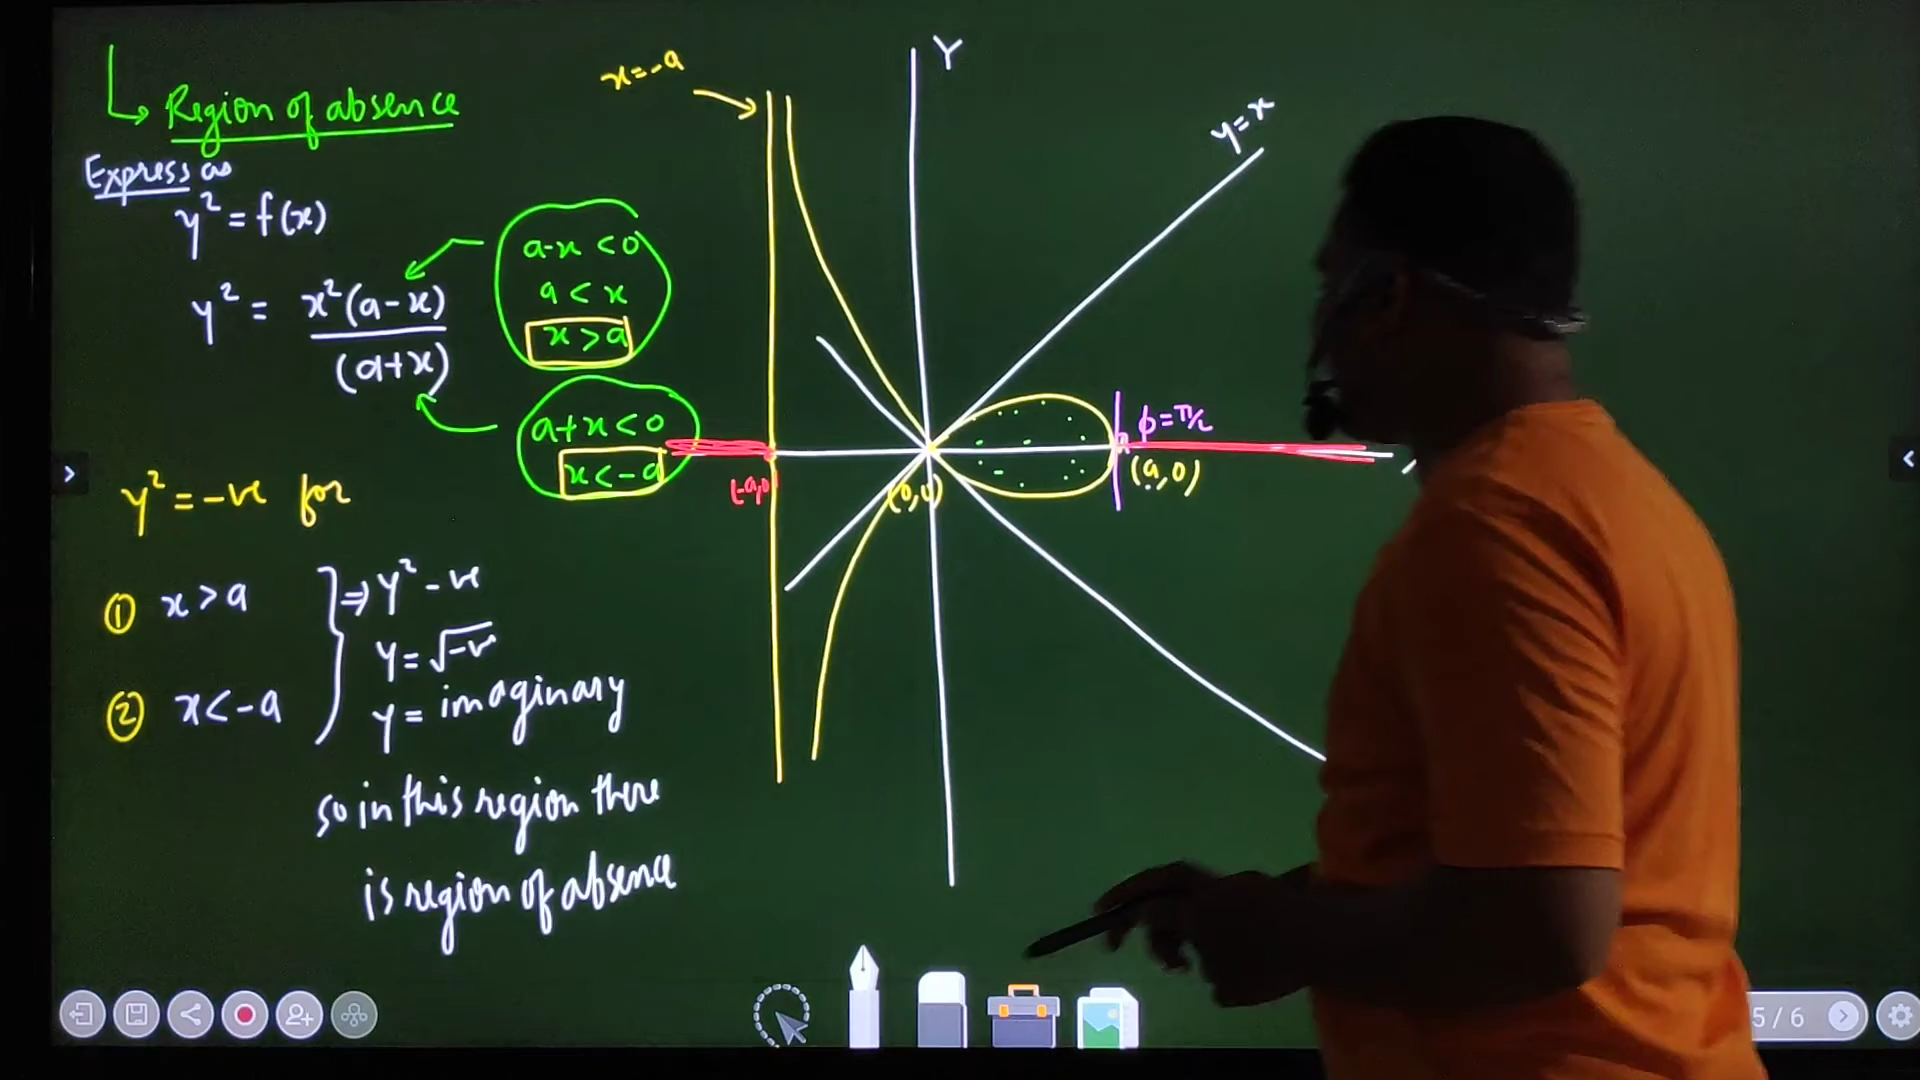 Region of absence
Express as
y² = f(x)
y² = x²(a-x)
(a+x)
a-x < 0
a < x
x > a
a+x < 0
x < -a
y² = -ve for
① x > a
② x < -a
⇒ y² -ve
y = √-ve
y = imaginary
so in this region there
is region of absence
x = -a
Y
y = x
ϕ = π/2
(a, 0)
(-a, 0)
(0, 0)
5 / 6